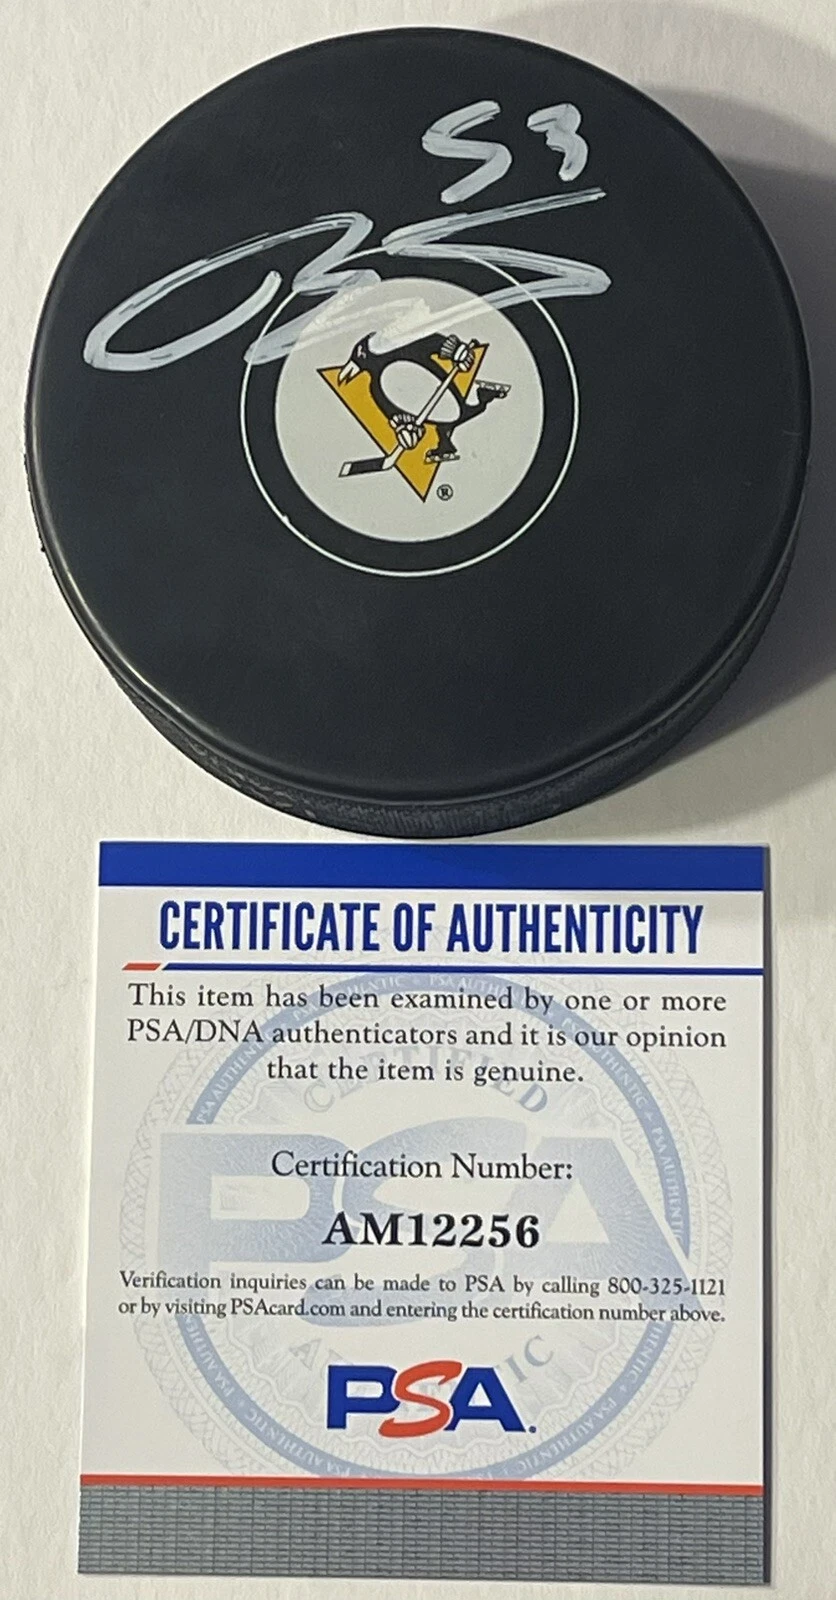 53
®
CERTIFICATE OF AUTHENTICITY
This item has been examined by one or more
PSA/DNA authenticators and it is our opinion
that the item is genuine.
CERTIFIED
PSA
Certification Number:
AM12256
Verification inquiries can be made to PSA by calling 800-325-1121
or by visiting PSAcard.com and entering the certification number above.
PSA.